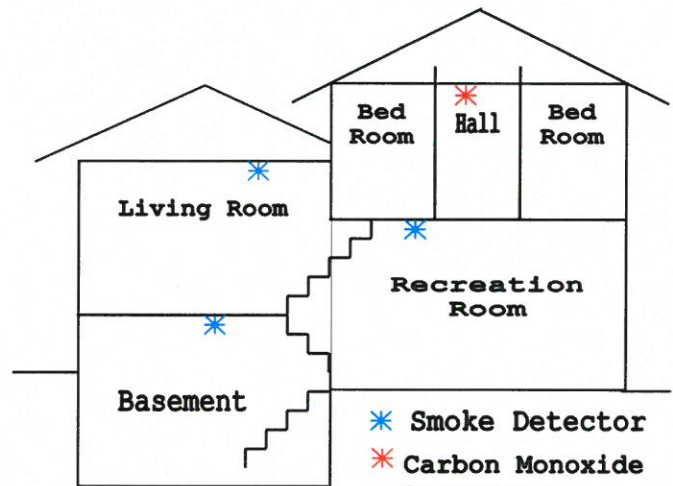 Bed
Room
Hall
Bed
Room
Living Room
Recreation
Room
Basement
Smoke Detector
Carbon Monoxide